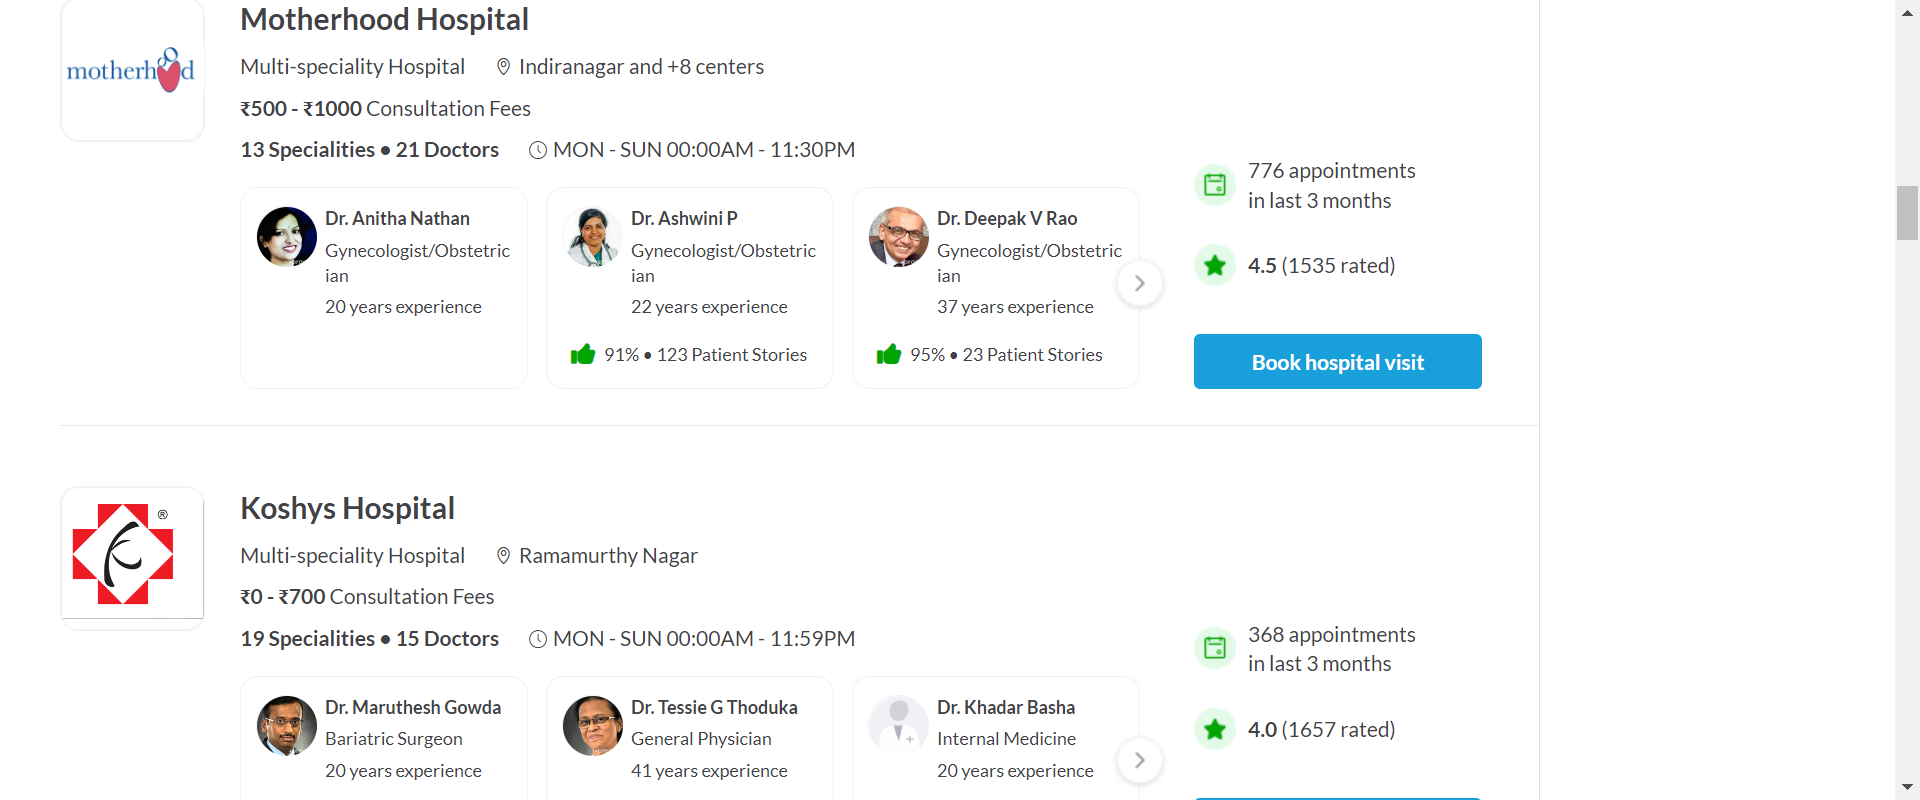 Motherhood Hospital
motherhood
Multi-speciality Hospital Indiranagar and +8 centers
₹500 - ₹1000 Consultation Fees
13 Specialities • 21 Doctors MON - SUN 00:00AM - 11:30PM
776 appointments
in last 3 months
4.5 (1535 rated)
Book hospital visit
Dr. Anitha Nathan
Gynecologist/Obstetric
ian
20 years experience
Dr. Ashwini P
Gynecologist/Obstetric
ian
22 years experience
91% • 123 Patient Stories
Dr. Deepak V Rao
Gynecologist/Obstetric
ian
37 years experience
95% • 23 Patient Stories
Koshys Hospital
®
Multi-speciality Hospital Ramamurthy Nagar
₹0 - ₹700 Consultation Fees
19 Specialities • 15 Doctors MON - SUN 00:00AM - 11:59PM
368 appointments
in last 3 months
4.0 (1657 rated)
Dr. Maruthesh Gowda
Bariatric Surgeon
20 years experience
Dr. Tessie G Thoduka
General Physician
41 years experience
Dr. Khadar Basha
Internal Medicine
20 years experience